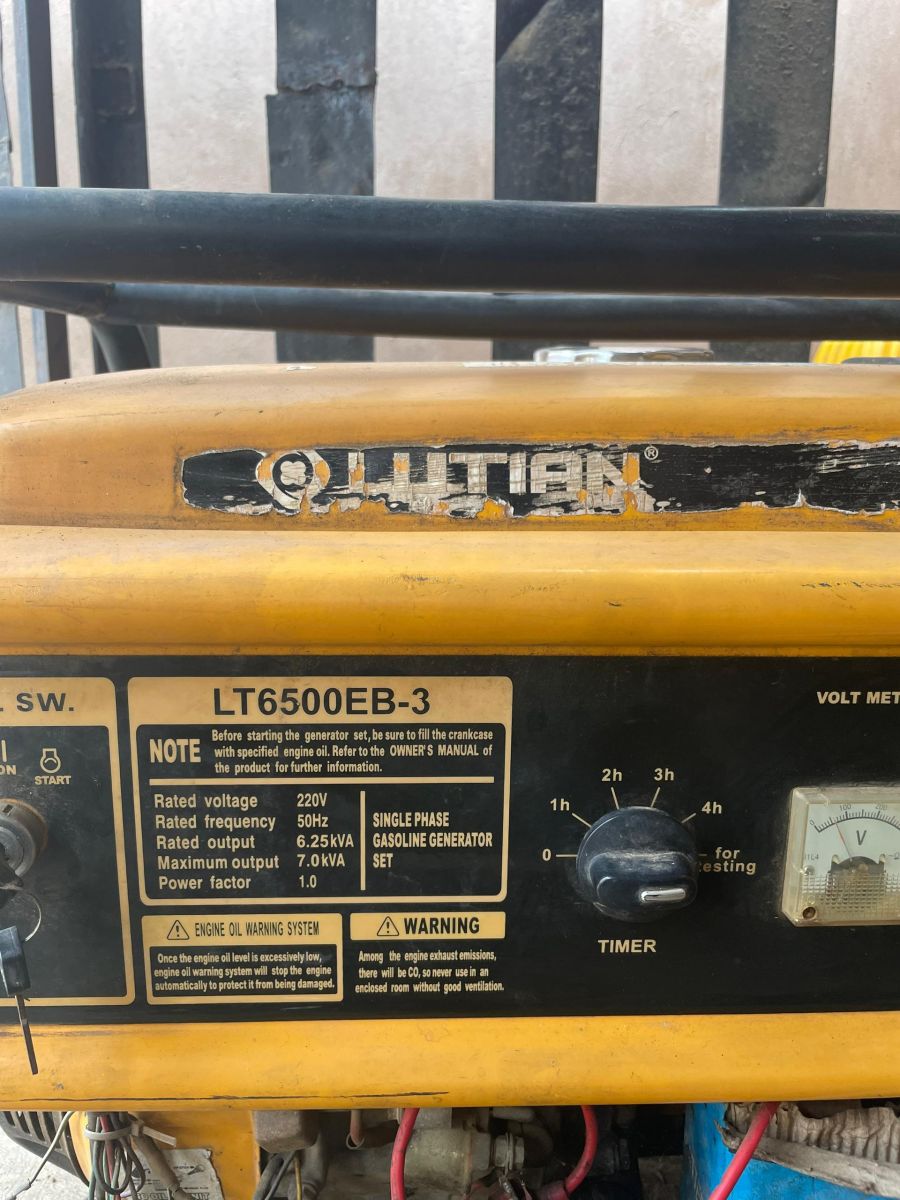 LUTIAN®
SW.
ON
START
LT6500EB-3
NOTE
Before starting the generator set, be sure to fill the crankcase
with specified engine oil. Refer to the OWNER'S MANUAL of
the product for further information.
Rated voltage 220V
Rated frequency 50Hz
Rated output 6.25kVA
Maximum output 7.0kVA
Power factor 1.0
SINGLE PHASE
GASOLINE GENERATOR
SET
ENGINE OIL WARNING SYSTEM
Once the engine oil level is excessively low,
engine oil warning system will stop the engine
automatically to protect it from being damaged.
WARNING
Among the engine exhaust emissions,
there will be CO, so never use in an
enclosed room without good ventilation.
0
1h
2h
3h
4h
for
testing
TIMER
VOLT MET
0 100 200
V